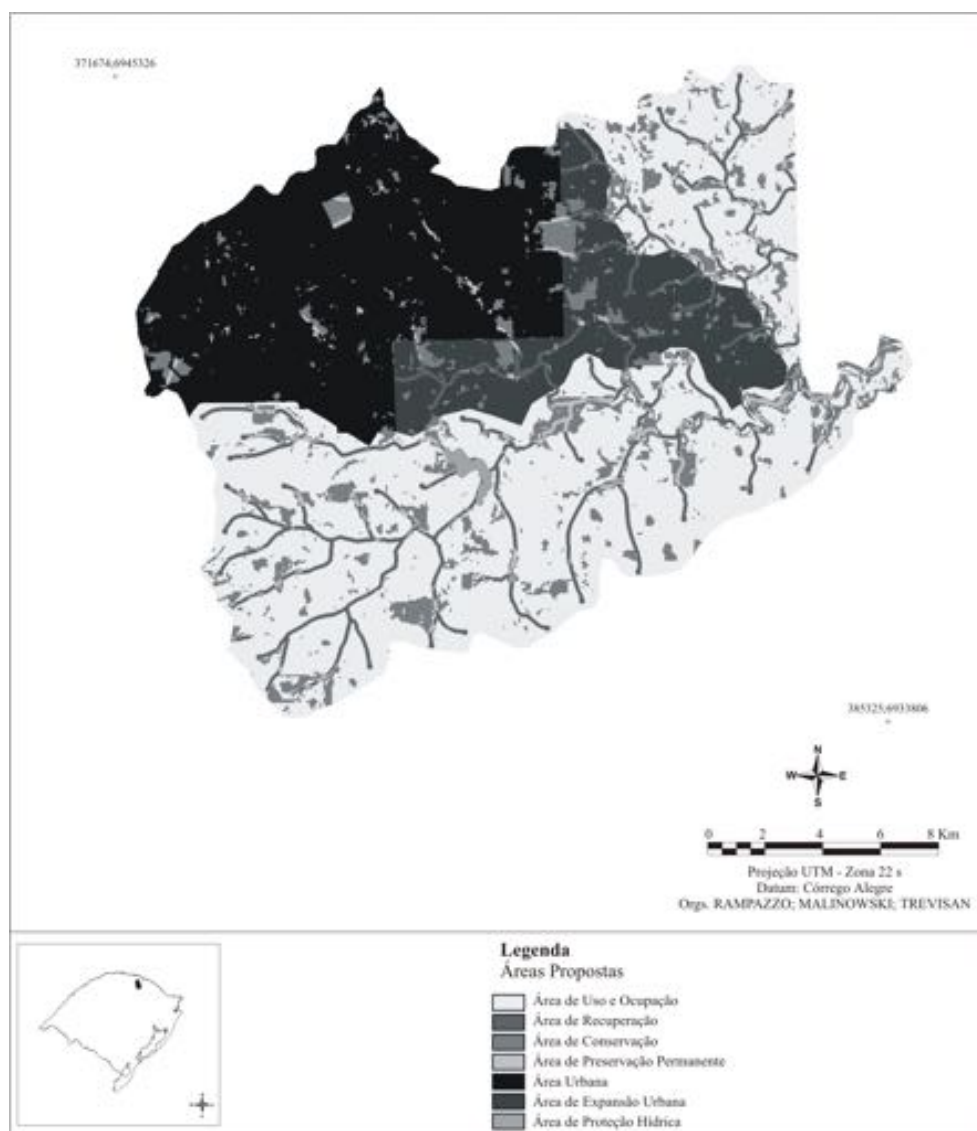 371674;6945326
385325;6933806
N
W E
S
0 2 4 6 8 Km
Projeção UTM - Zona 22 s
Datum: Córrego Alegre
Orgs. RAMPAZZO; MALINOWSKI; TREVISAN
Legenda
Áreas Propostas
Área de Uso e Ocupação
Área de Recuperação
Área de Conservação
Área de Preservação Permanente
Área Urbana
Área de Expansão Urbana
Área de Proteção Hídrica